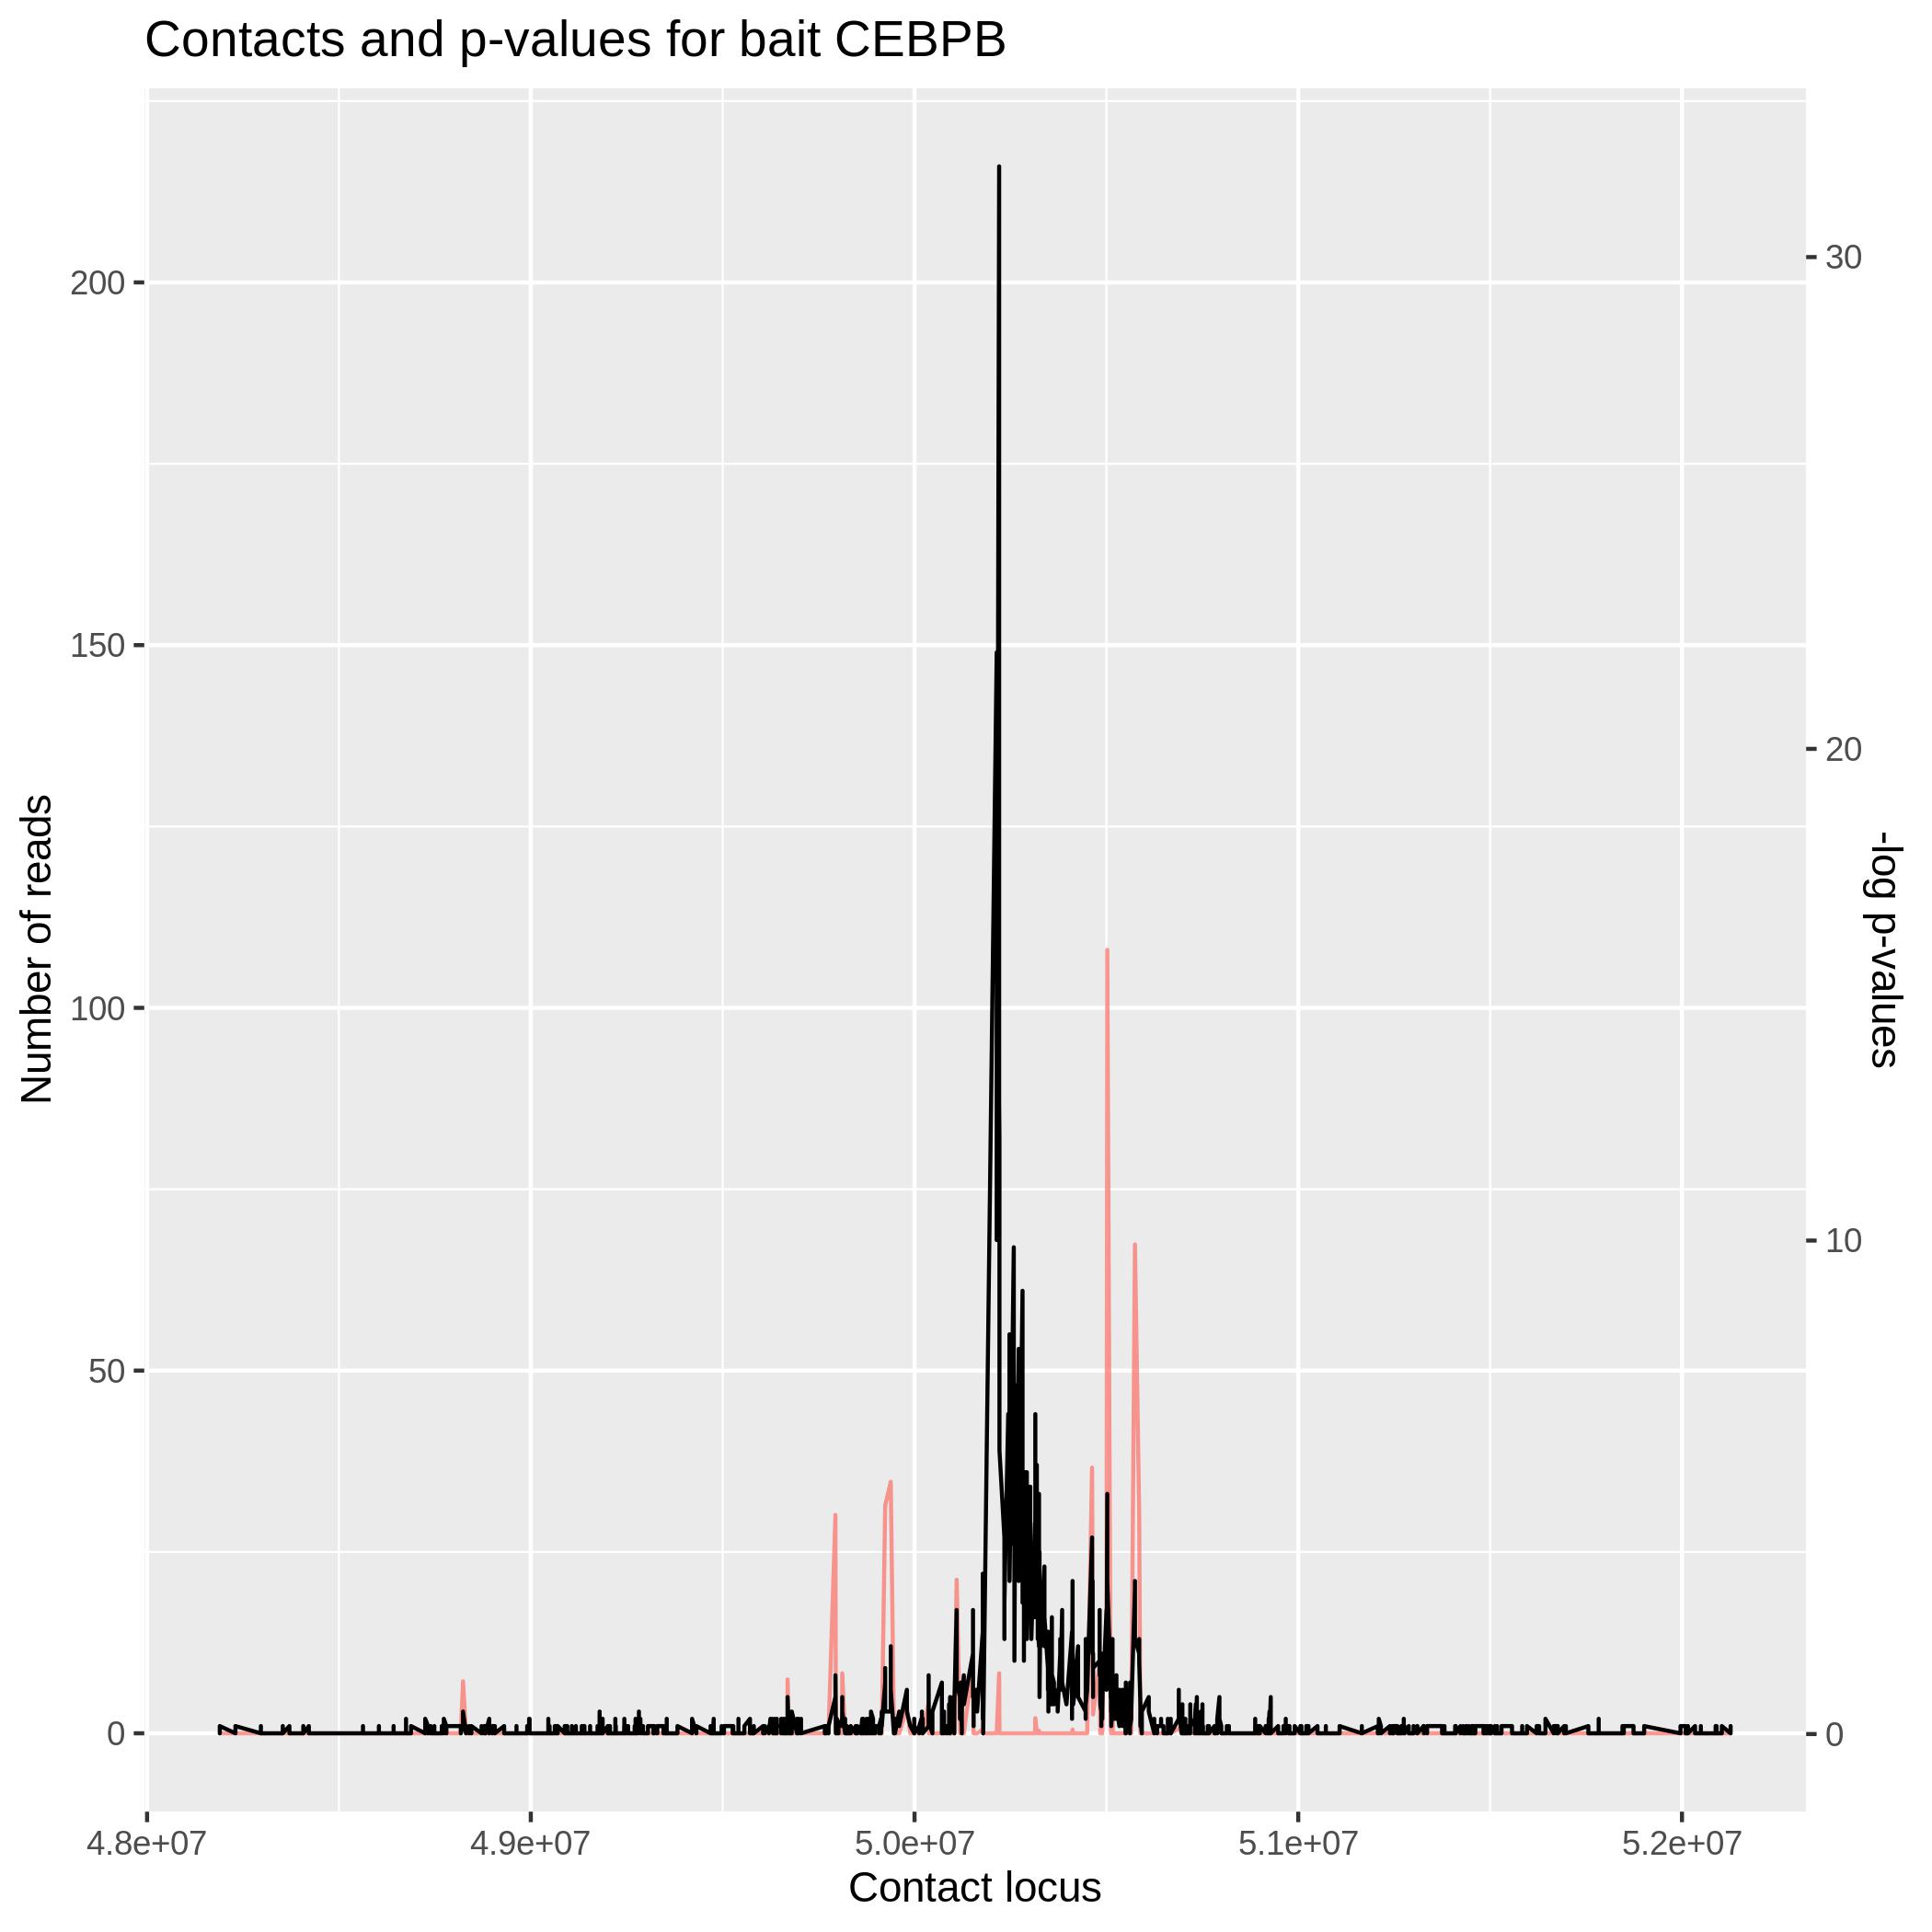 Contacts and p-values for bait CEBPB
200
150
100
50
0
Number of reads
30
20
10
0
-log p-values
4.8e+07
4.9e+07
5.0e+07
5.1e+07
5.2e+07
Contact locus